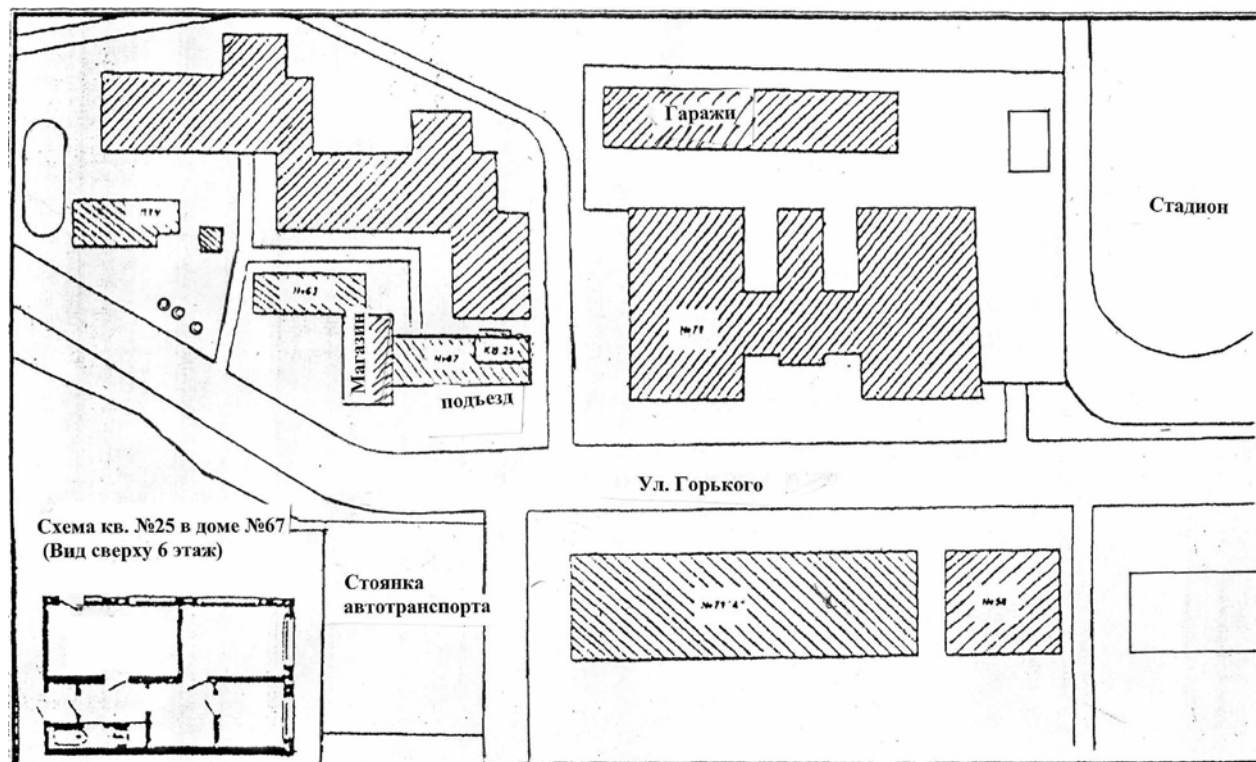 Гаражи
Стадион
№63
Магазин
№67
КВ.25
подъезд
Ул. Горького
Схема кв. №25 в доме №67
(Вид сверху 6 этаж)
Стоянка
автотранспорта
№71"А"